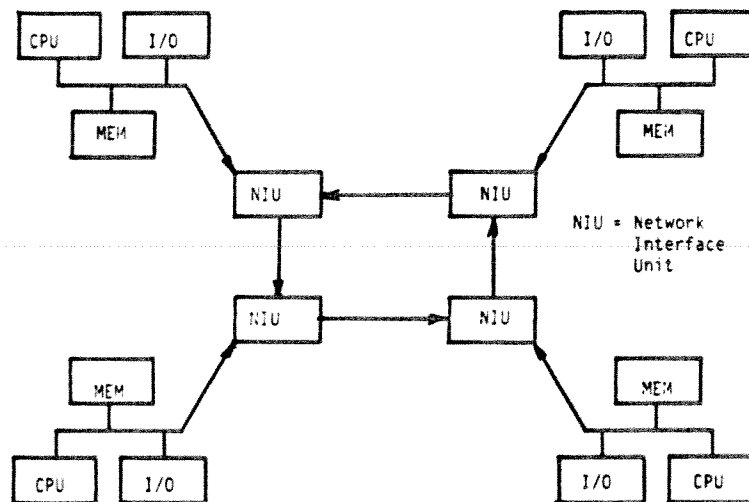 CPU I/O I/O CPU
MEM MEM
NIU NIU
NIU = Network
Interface
Unit
NIU NIU
MEM MEM
CPU I/O I/O CPU